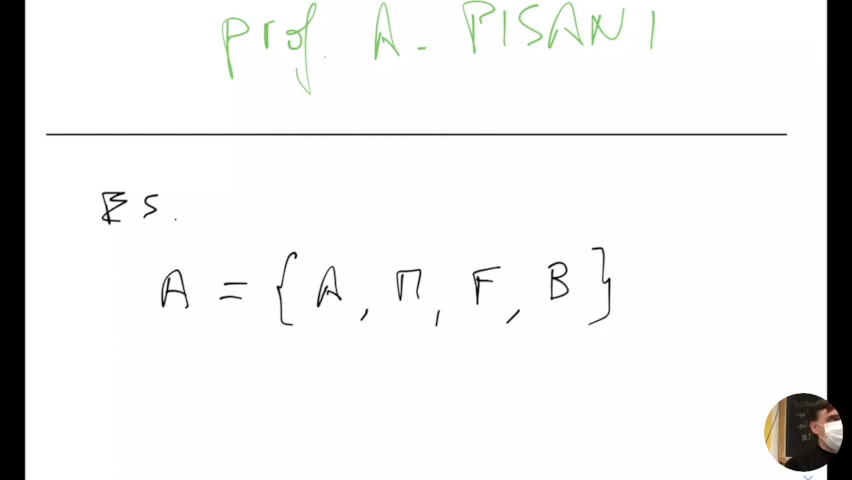 prof. A. PISANI
ES.
A = { A, M, F, B }